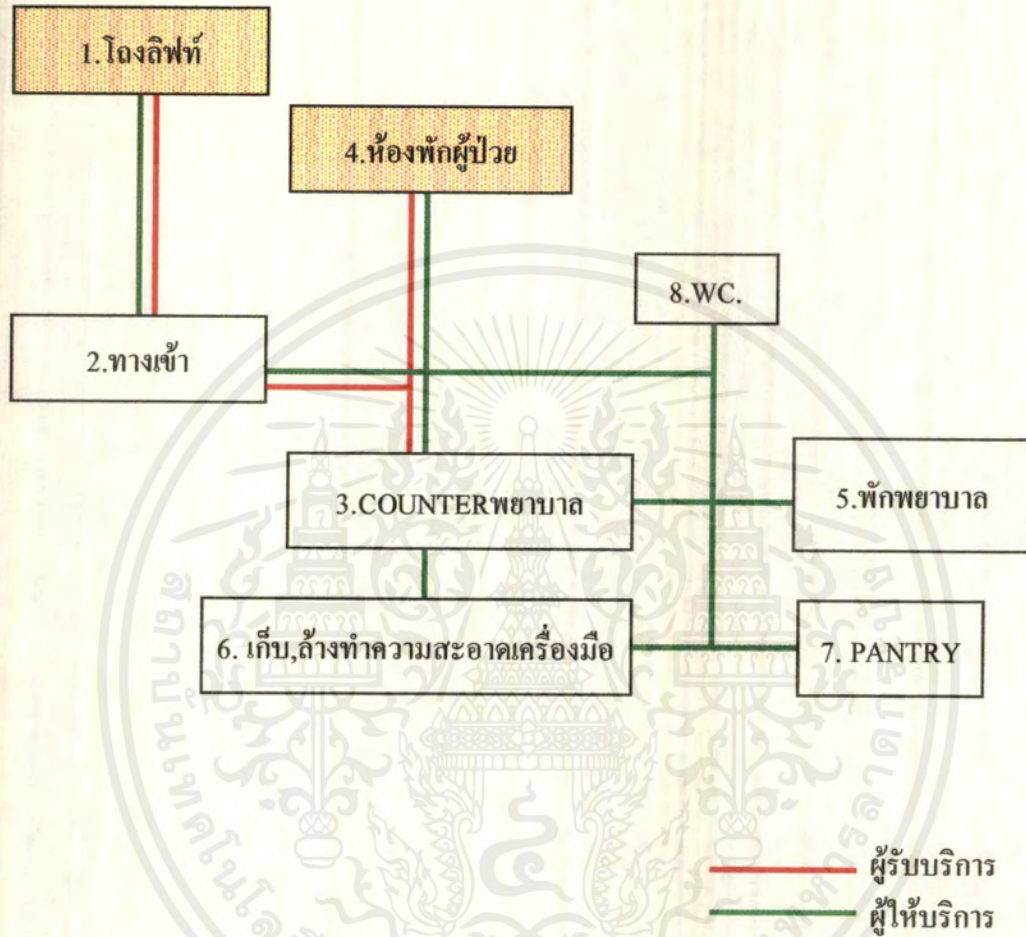 1.โถงลิฟท์
4.ห้องพักผู้ป่วย
8.WC.
2.ทางเข้า
3.COUNTERพยาบาล
5.พักพยาบาล
6. เก็บ,ล้างทำความสะอาดเครื่องมือ
7. PANTRY
ผู้รับบริการ
ผู้ให้บริการ